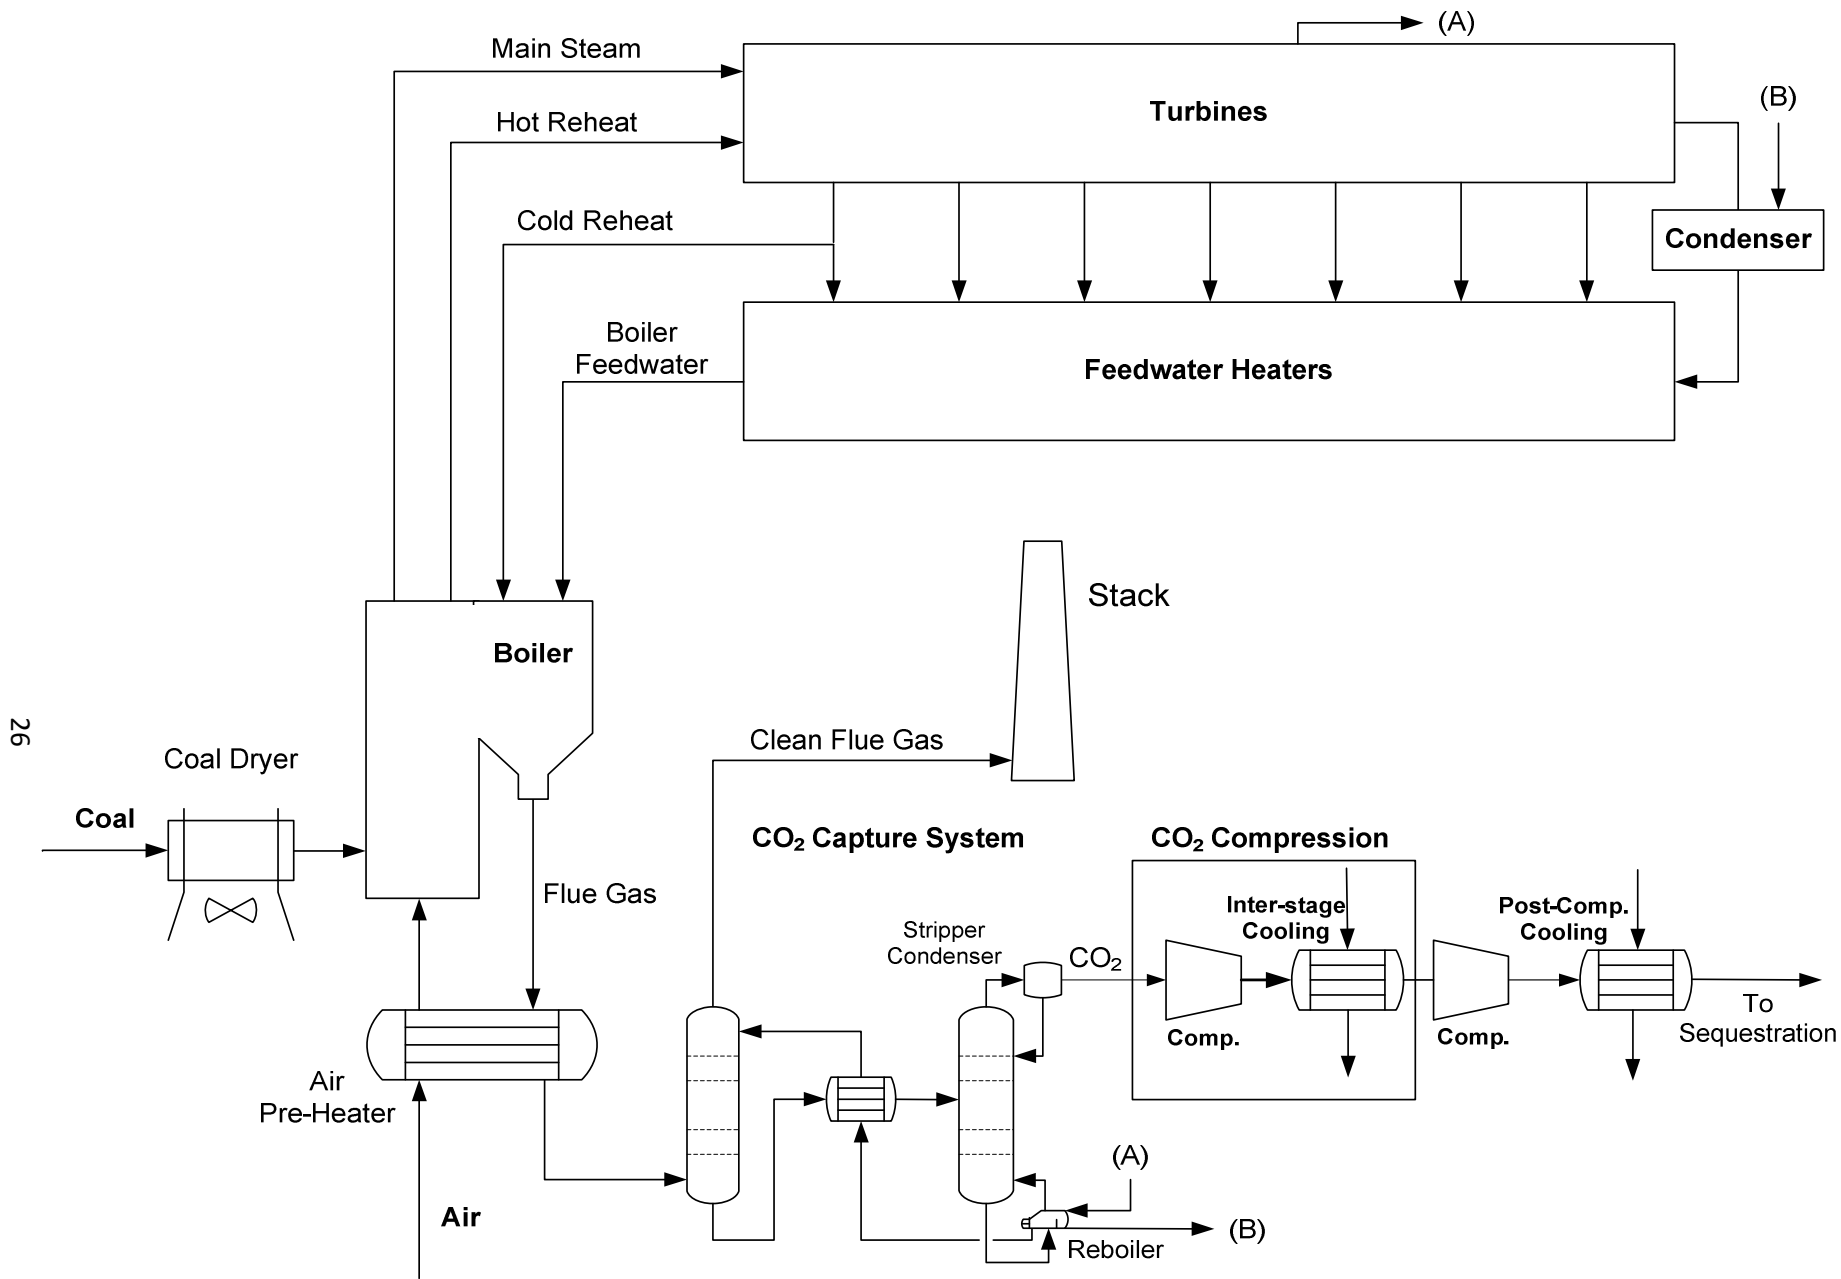 (A)
Main Steam
Turbines
(B)
Hot Reheat
Cold Reheat
Condenser
Boiler
Feedwater
Feedwater Heaters
Stack
Boiler
26
Coal Dryer
Clean Flue Gas
Coal
CO₂ Capture System
CO₂ Compression
Flue Gas
Inter-stage
Cooling
Post-Comp.
Cooling
Stripper
Condenser
CO₂
To
Sequestration
Comp.
Comp.
Air
Pre-Heater
(A)
Air
(B)
Reboiler